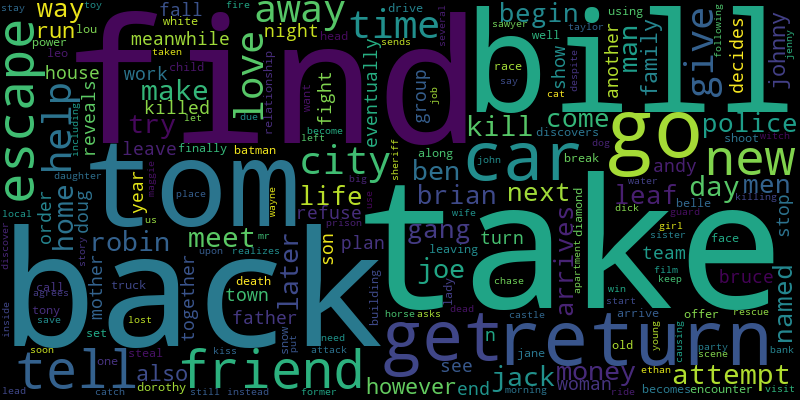 stay
toy
way
away
drive
begin
fall
fire
several
sawyer
using
taylor
following
jenny
johnny
decides
run
lou
white
time
sends
head
well
say
show
race
despite
another
man
family
give
power
leo
meanwhile
taken
night
find
bill
escape
house
work
child
love
relationship
want
fight
eventually
group
job
cat
reveals
make
killed
let
due
become
kill
come
discovers
police
shoot
mitch
help
including
try
left
city
go
new
leave
finally
batman
sheriff
along
john
break
dog
daughter
tom
year
maggie
us
place
wayne
big
use
life
ben
car
andy
water
killing
day
men
local
order
home
doug
refuse
prison
brian
next
leaf
belle
dick
guard
girl
sister
stop
robin
meet
son
wife
gang
arrives
diamond
apartment
team
face
discover
story
mother
together
upon
realizes
mr
later
plan
leaving
turn
film
keep
bruce
named
back
take
call
agrees
tony
save
truck
death
town
joe
lady
chase
win
start
rescue
inside
set
lost
father
snow
put
need
building
horse
asks
dead
castle
arrive
offer
young
soon
steal
one
kiss
attack
get
return
n
jane
old
causing
party
scene
bank
tell
also
friend
see
jack
money
ethan
attempt
lead
catch
dorothy
still
instead
former
however
end
morning
woman
ride
becomes
encounter
visit